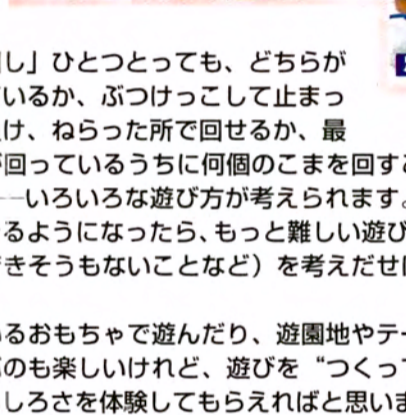 し」ひとつとっても、どちらが
いるか、ぶつけっこして止まっ
け、ねらった所で回せるか、最
回っているうちに何個のこまを回す
―いろいろな遊び方が考えられます。
るようになったら、もっと難しい遊び
きそうもないことなど）を考えだせ
るおもちゃで遊んだり、遊園地やテー
のも楽しいけれど、遊びを“つくっ
しろさを体験してもらえればと思い